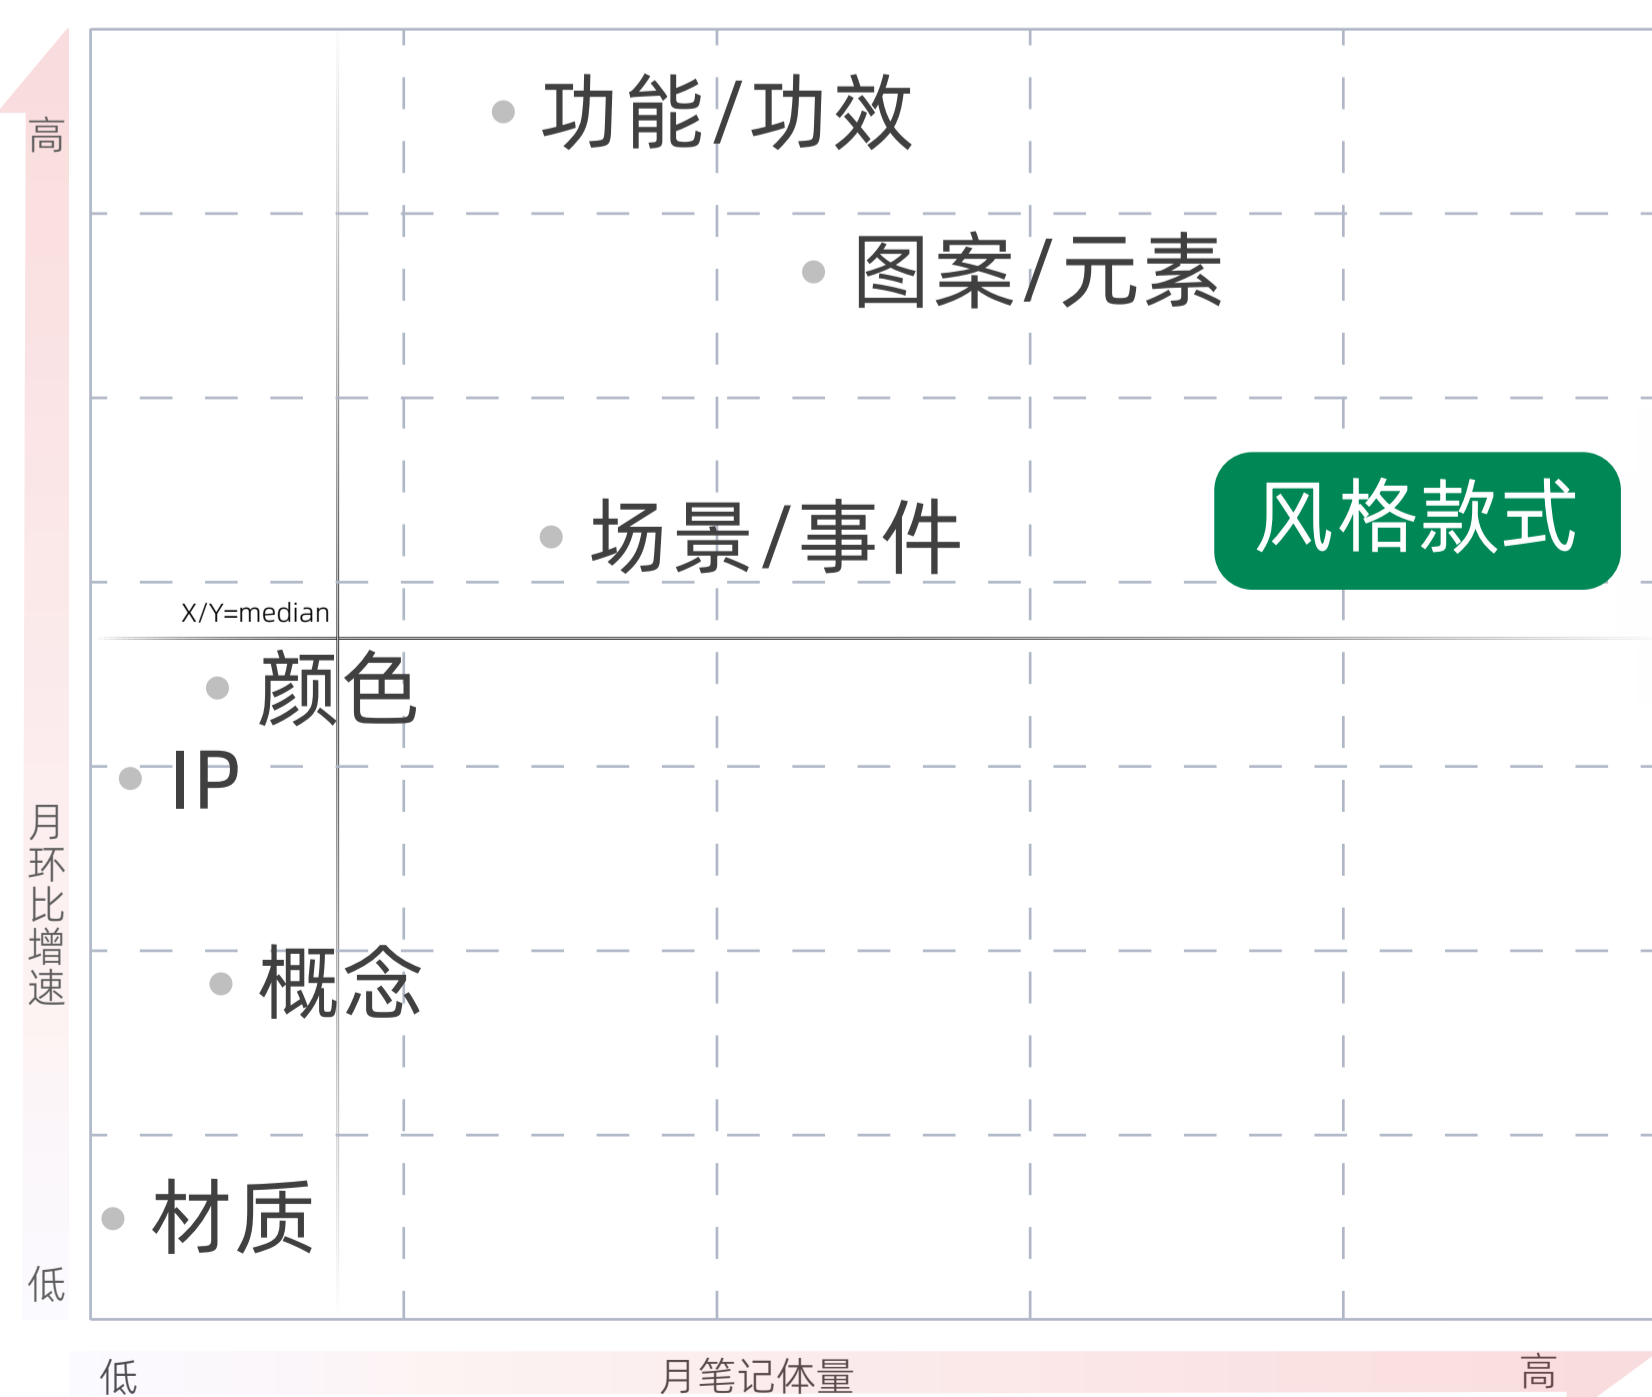 高
功能/功效
图案/元素
风格款式
场景/事件
X/Y=median
颜色
IP
月环比增速
概念
材质
低
低
月笔记体量
高